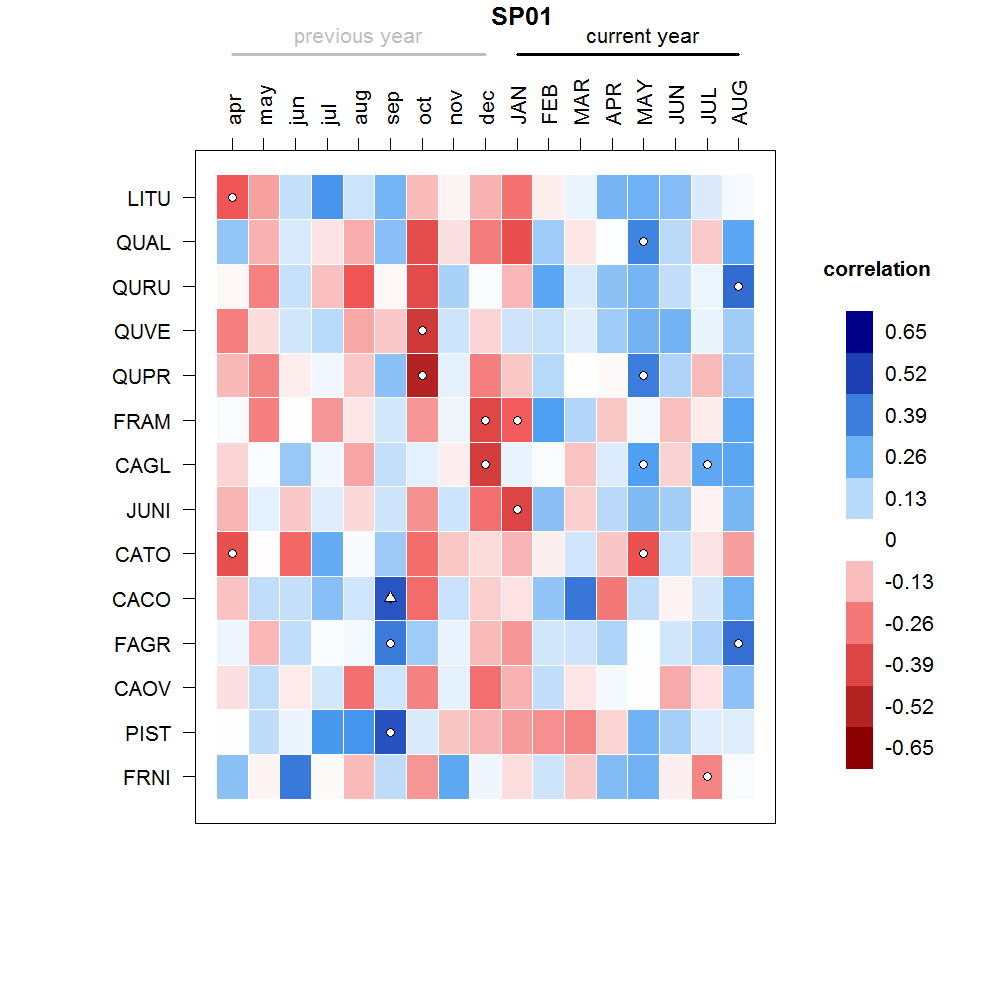 SP01
previous year current year
apr may jun jul aug sep oct nov dec JAN FEB MAR APR MAY JUN JUL AUG
LITU
QUAL
QURU
QUVE
QUPR
FRAM
CAGL
JUNI
CATO
CACO
FAGR
CAOV
PIST
FRNI
correlation
0.65
0.52
0.39
0.26
0.13
0
-0.13
-0.26
-0.39
-0.52
-0.65